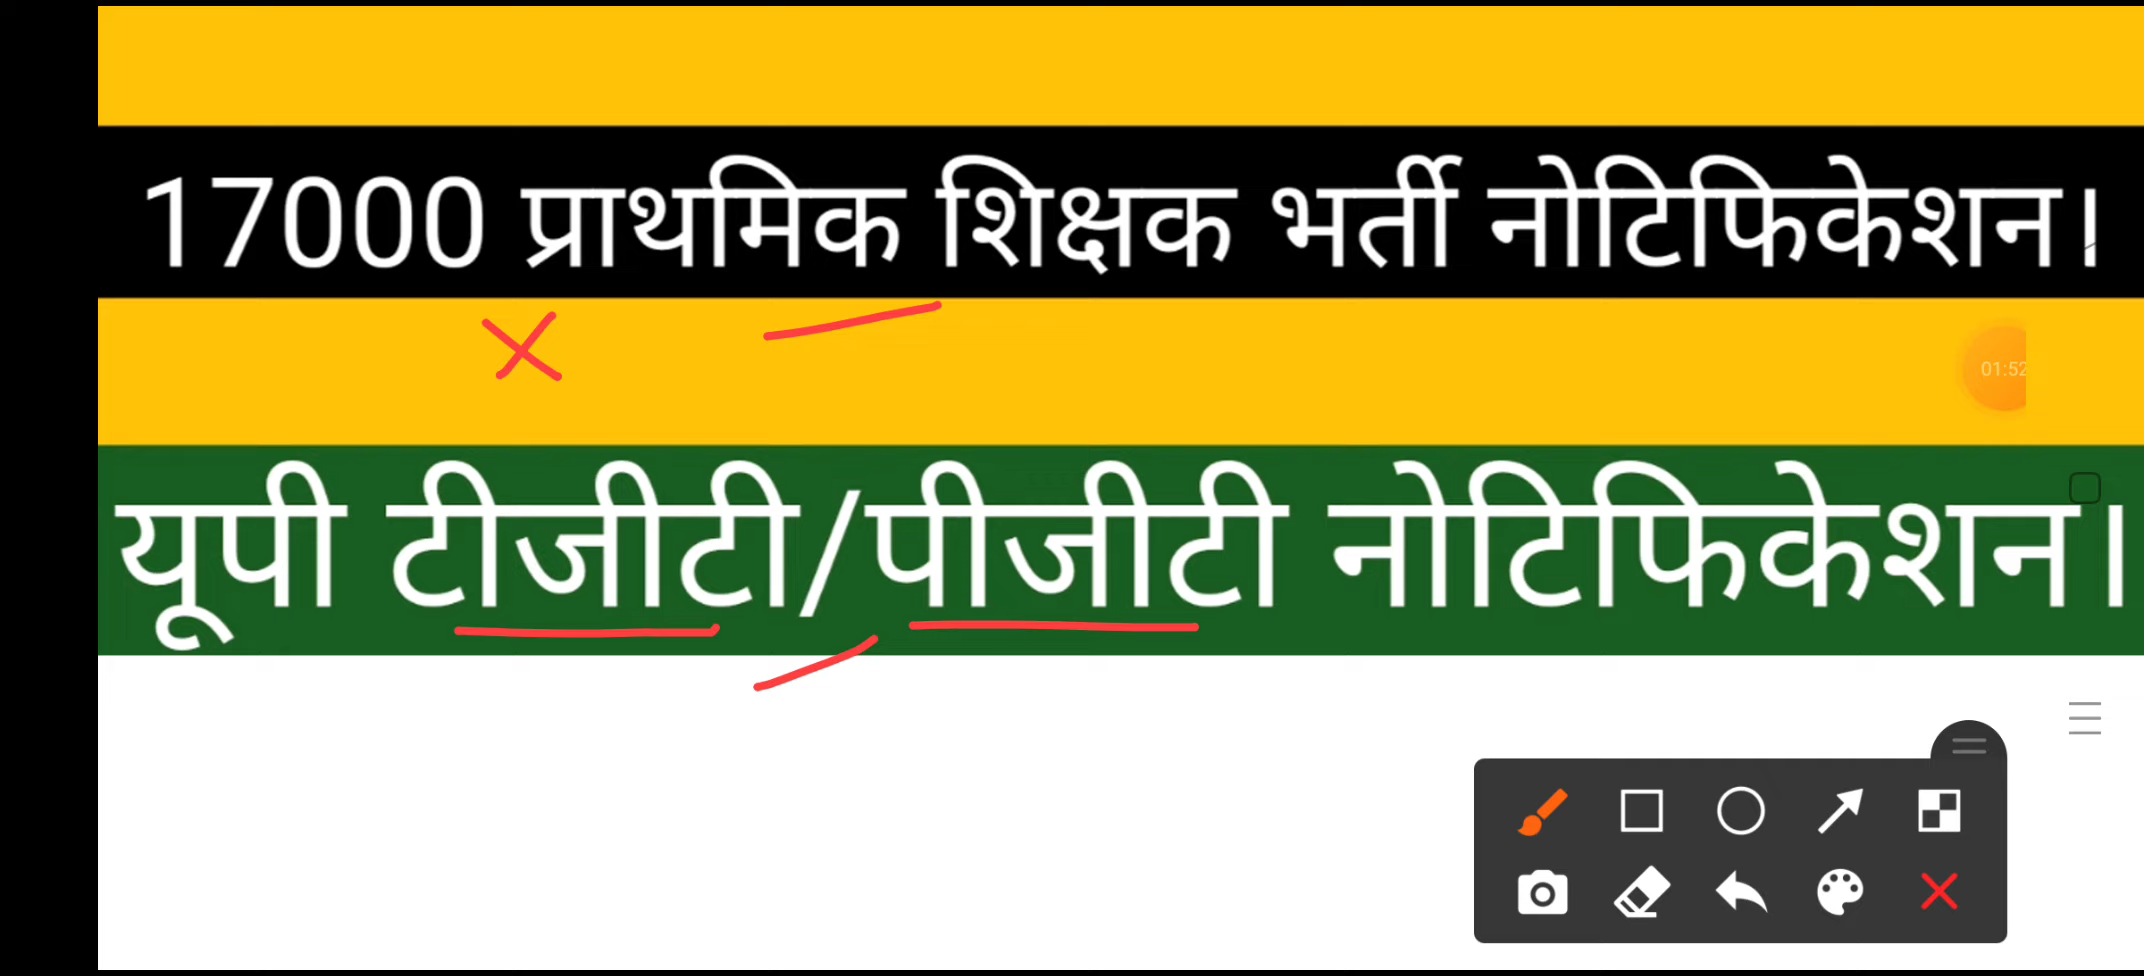 17000 प्राथमिक शिक्षक भर्ती नोटिफिकेशन।
01:52
यूपी टीजीटी/पीजीटी नोटिफिकेशन।